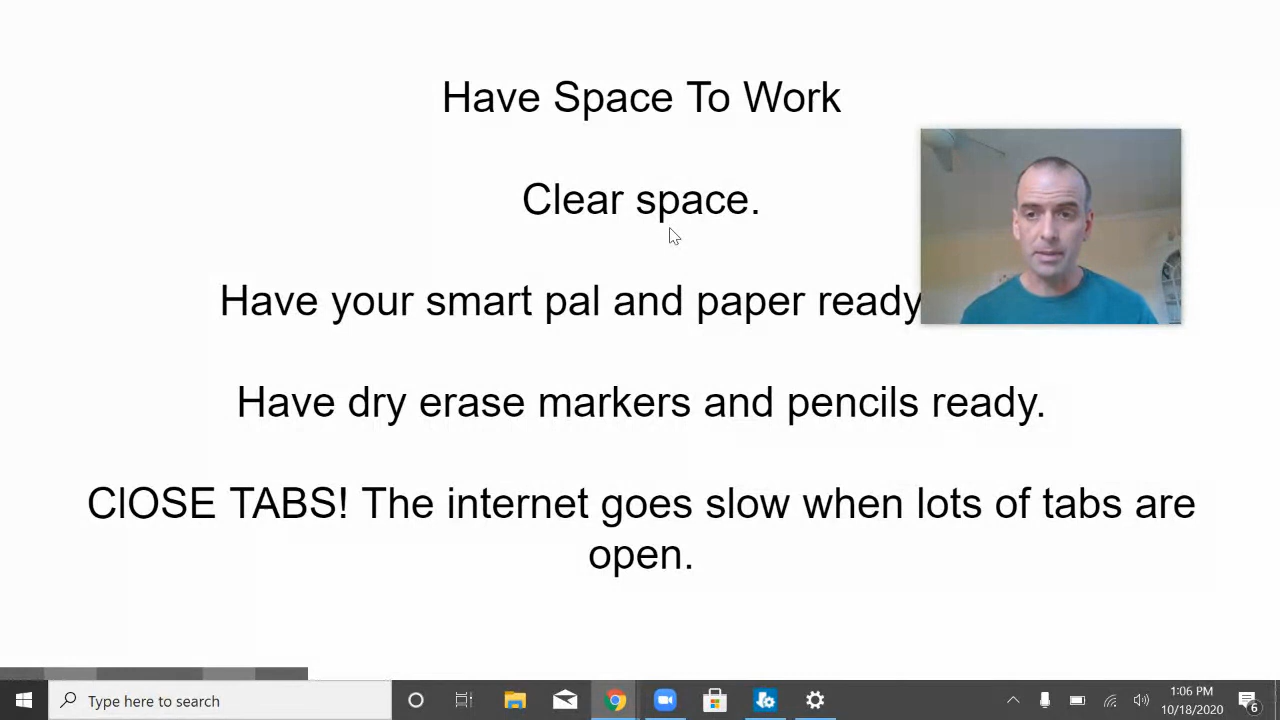 Have Space To Work
Clear space.
Have your smart pal and paper ready
Have dry erase markers and pencils ready.
ClOSE TABS! The internet goes slow when lots of tabs are
open.
Type here to search
1:06 PM
10/18/2020
6